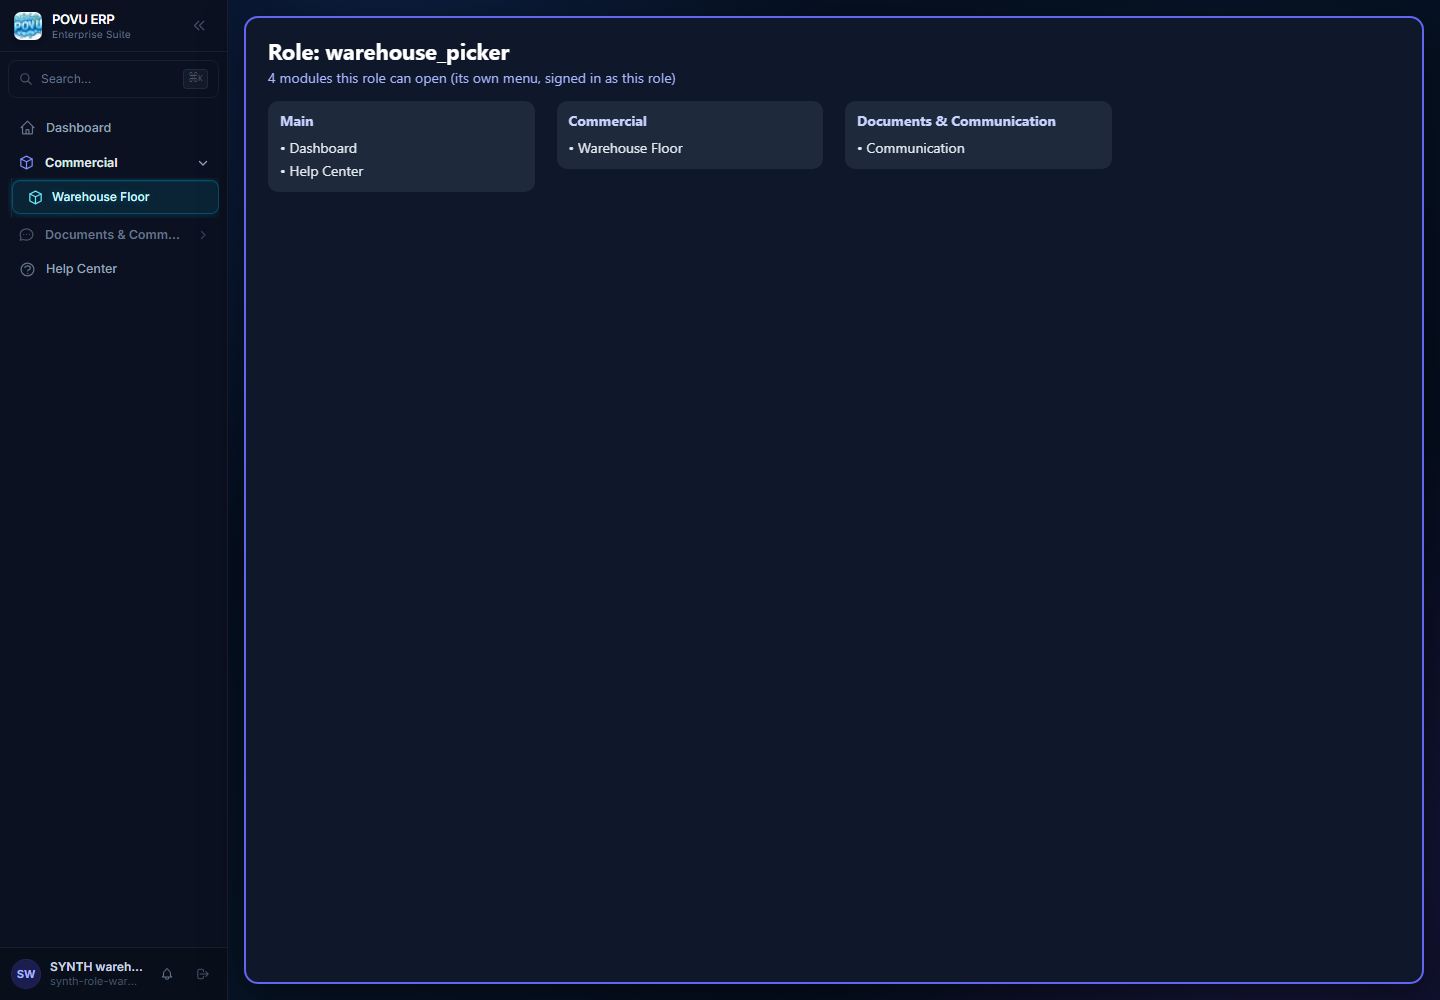 POVU ERP
Enterprise Suite
Search...
⌘K
Dashboard
Commercial
Warehouse Floor
Documents & Comm...
Help Center
SW
SYNTH wareh...
synth-role-war...
Role: warehouse_picker
4 modules this role can open (its own menu, signed in as this role)
Main
• Dashboard
• Help Center
Commercial
• Warehouse Floor
Documents & Communication
• Communication